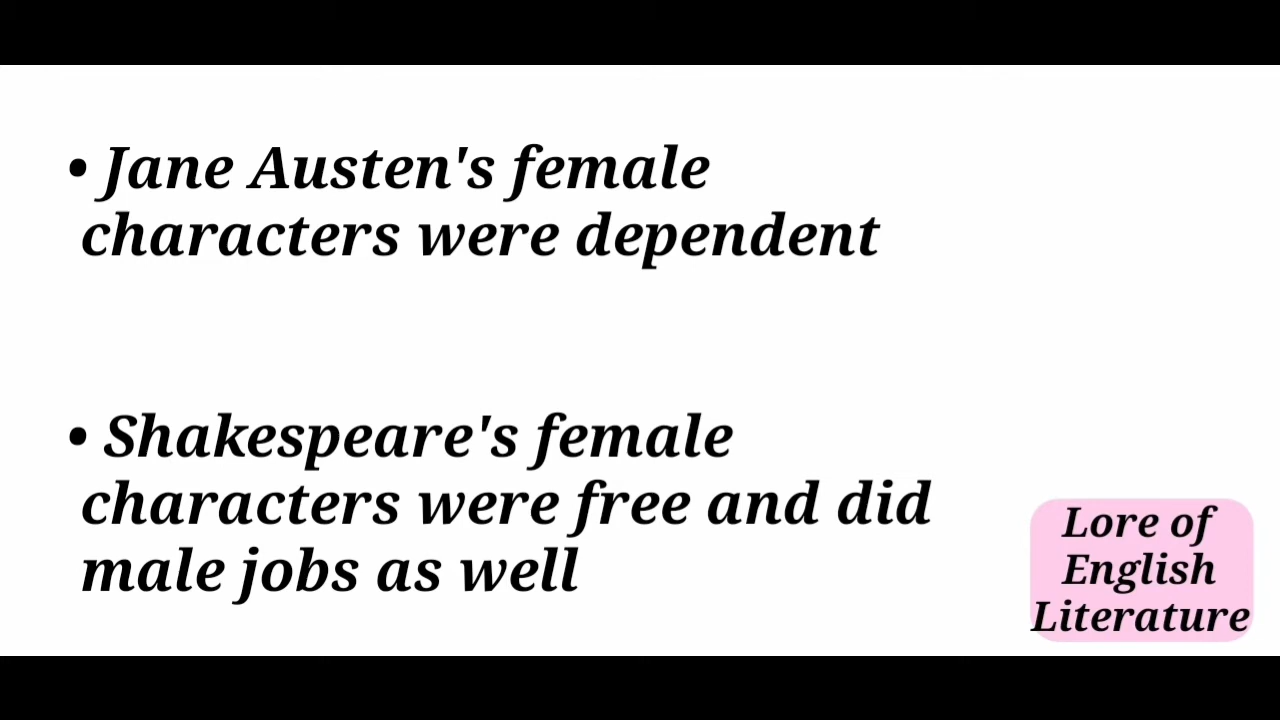 • Jane Austen's female
characters were dependent
• Shakespeare's female
characters were free and did
male jobs as well
Lore of
English
Literature